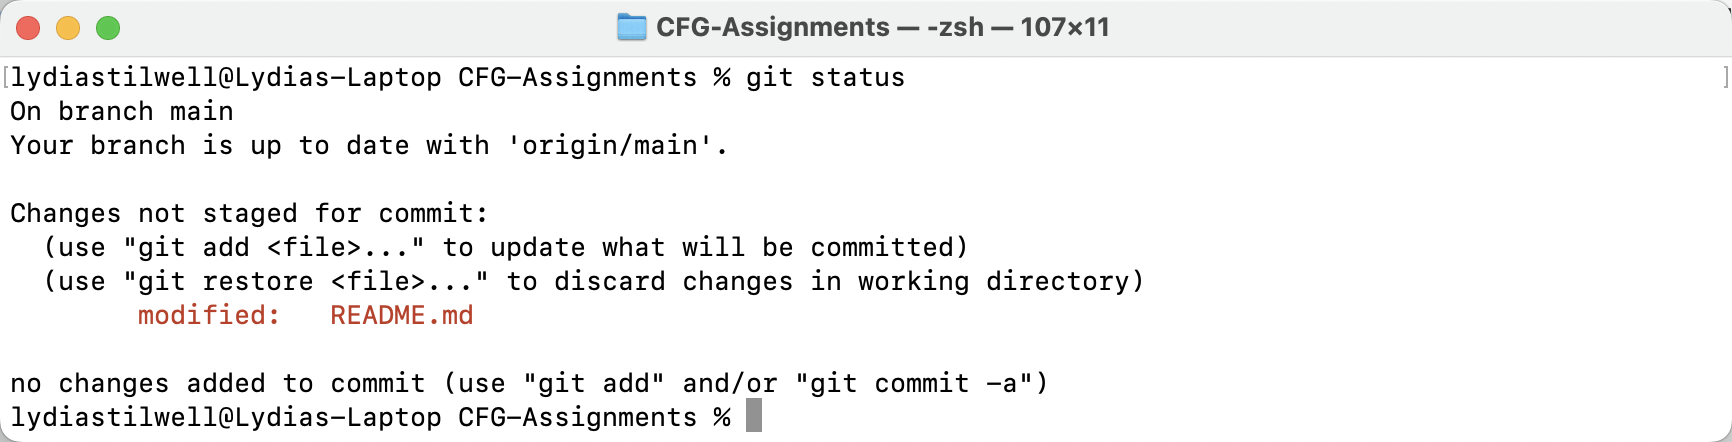 CFG-Assignments — -zsh — 107×11
[lydiastilwell@Lydias-Laptop CFG-Assignments % git status ]
On branch main
Your branch is up to date with 'origin/main'.
Changes not staged for commit:
  (use "git add <file>..." to update what will be committed)
  (use "git restore <file>..." to discard changes in working directory)
        modified:   README.md
no changes added to commit (use "git add" and/or "git commit -a")
lydiastilwell@Lydias-Laptop CFG-Assignments %